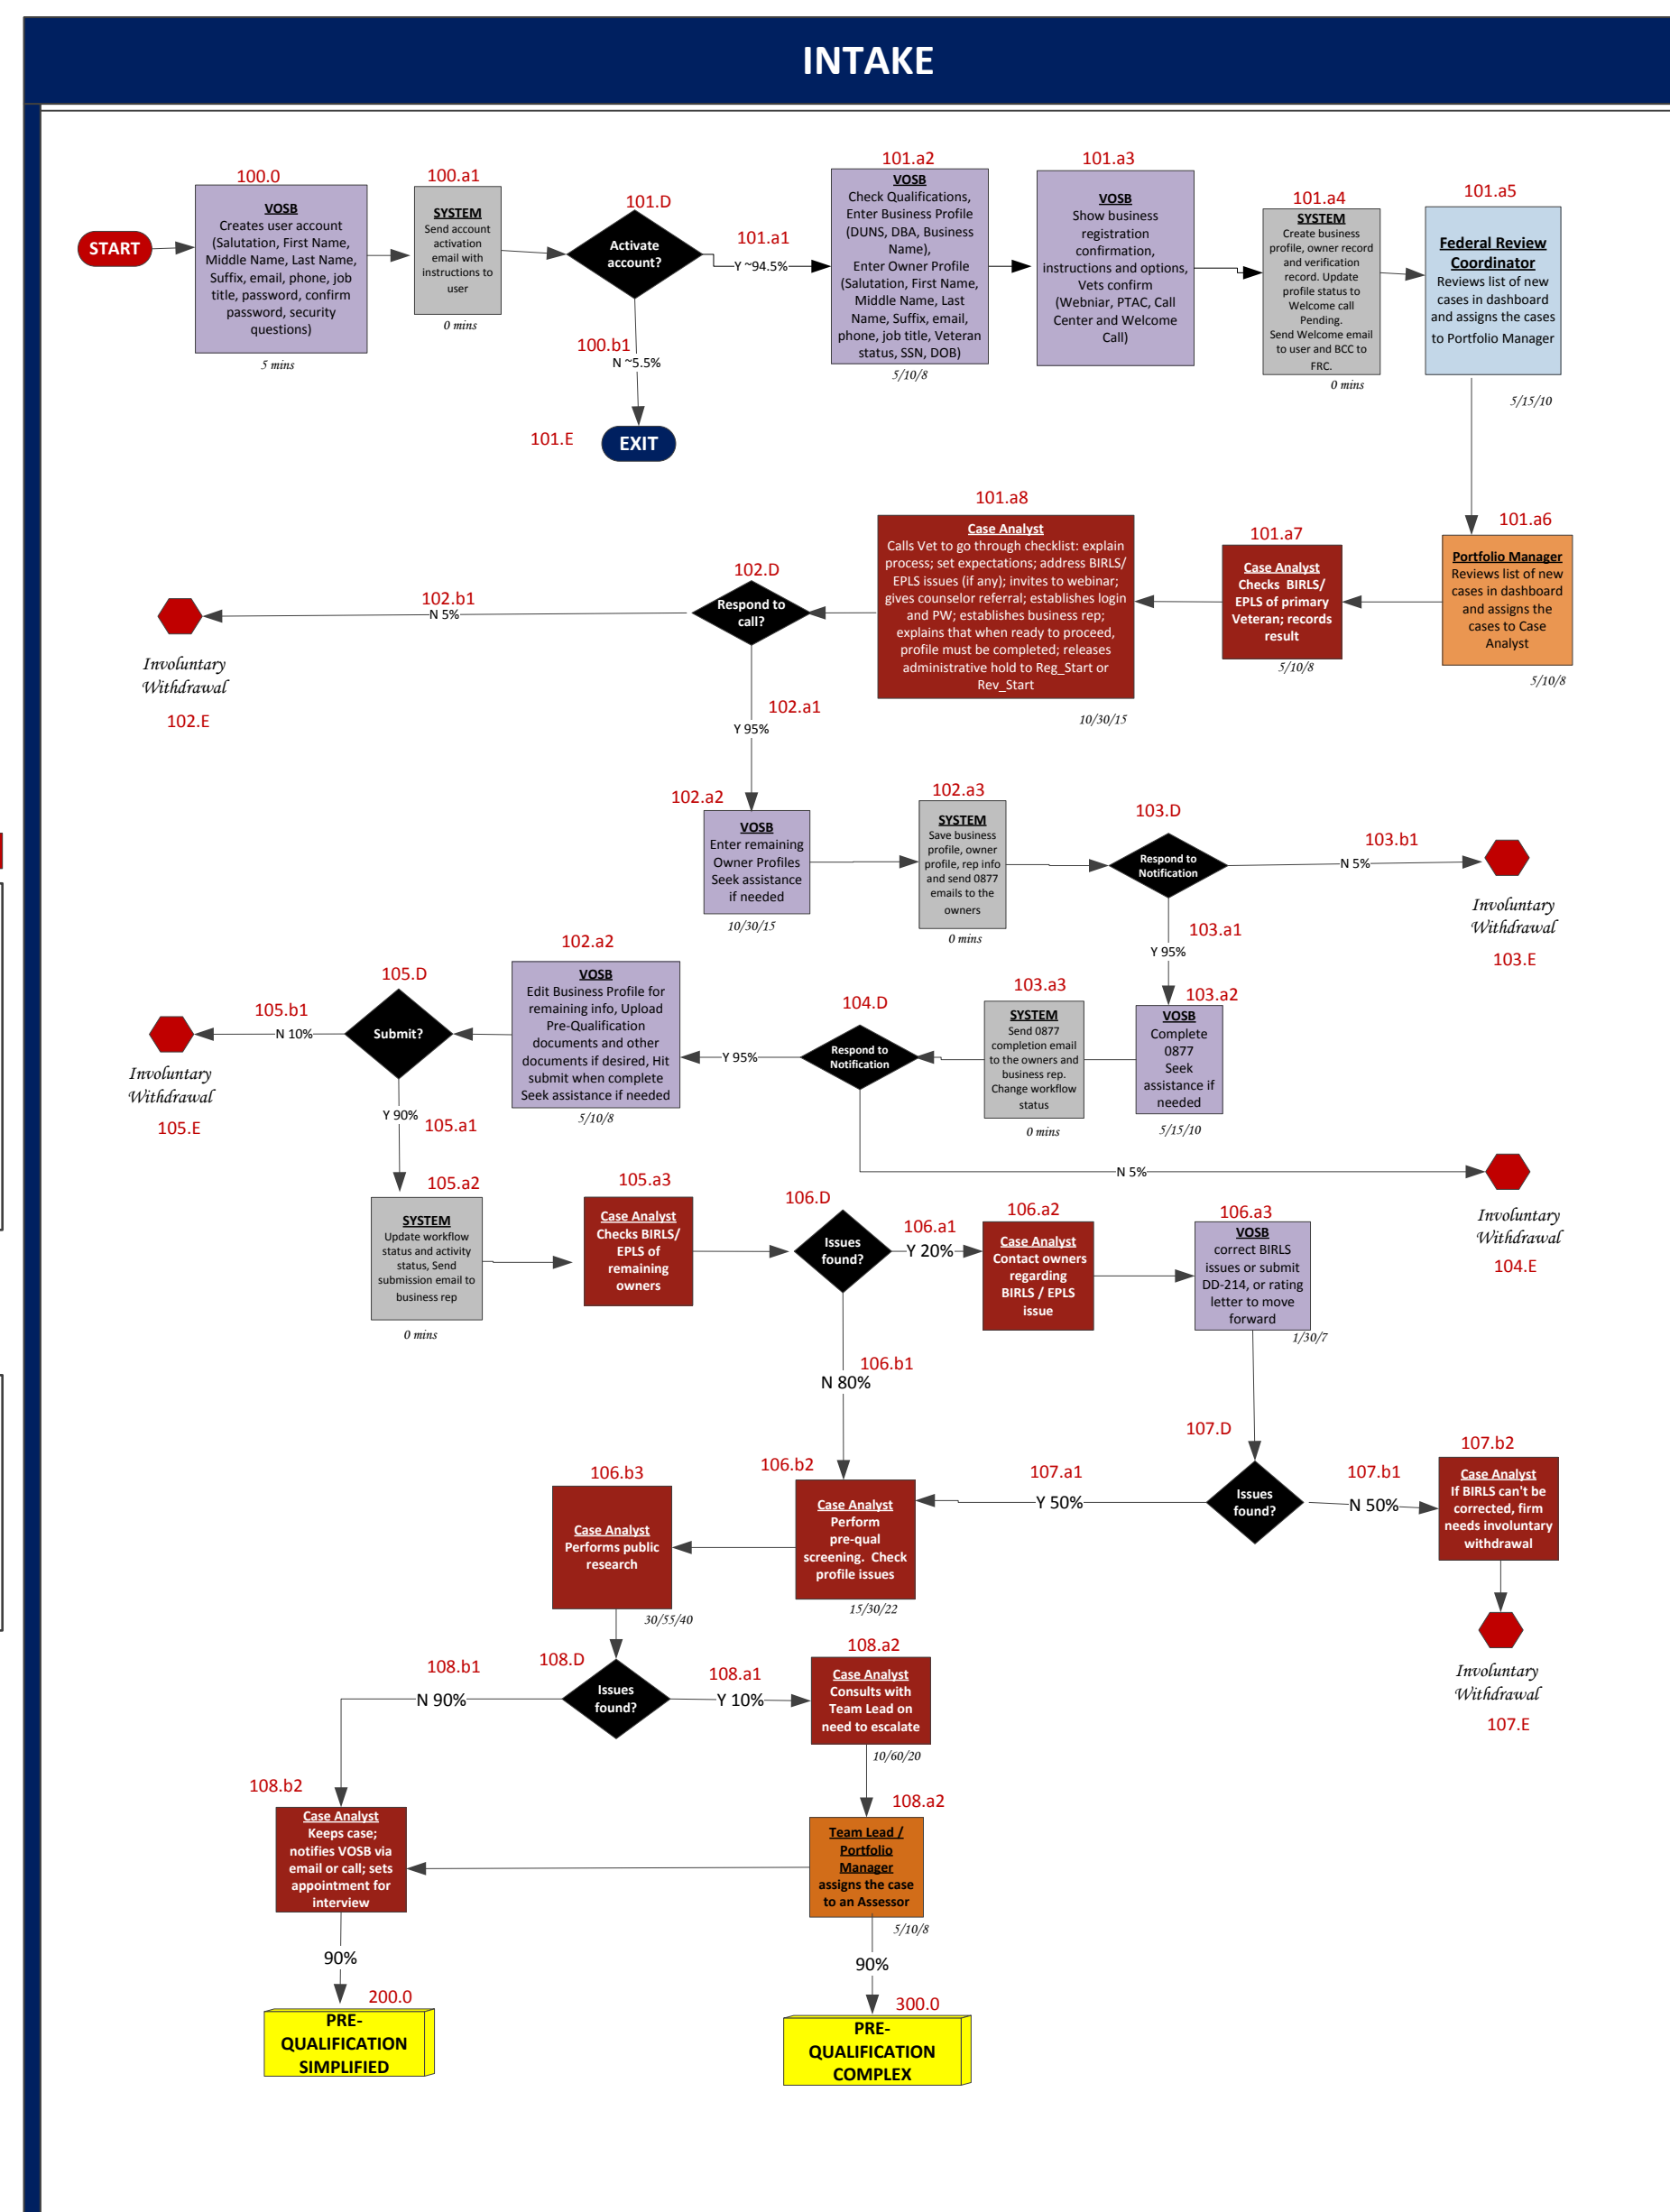 INTAKE
100.0
VOSB
Creates user account
(Salutation, First Name,
Middle Name, Last Name,
Suffix, email, phone, job
title, password, confirm
password, security
questions)
5 mins
START
100.a1
SYSTEM
Send account
activation
email with
instructions to
user
0 mins
101.D
Activate
account?
101.a1
Y ~94.5%
100.b1
N ~5.5%
101.E
EXIT
101.a2
VOSB
Check Qualifications,
Enter Business Profile
(DUNS, DBA, Business
Name),
Enter Owner Profile
(Salutation, First Name,
Middle Name, Last
Name, Suffix, email,
phone, job title, Veteran
status, SSN, DOB)
5/10/8
101.a3
VOSB
Show business
registration
confirmation,
instructions and options,
Vets confirm
(Webniar, PTAC, Call
Center and Welcome
Call)
101.a4
SYSTEM
Create business
profile, owner record
and verification
record. Update
profile status to
Welcome call
Pending.
Send Welcome email
to user and BCC to
FRC.
0 mins
101.a5
Federal Review
Coordinator
Reviews list of new
cases in dashboard
and assigns the cases
to Portfolio Manager
5/15/10
101.a6
Portfolio Manager
Reviews list of new
cases in dashboard
and assigns the
cases to Case
Analyst
5/10/8
101.a7
Case Analyst
Checks BIRLS/
EPLS of primary
Veteran; records
result
5/10/8
101.a8
Case Analyst
Calls Vet to go through checklist: explain
process; set expectations; address BIRLS/
EPLS issues (if any); invites to webinar;
gives counselor referral; establishes login
and PW; establishes business rep;
explains that when ready to proceed,
profile must be completed; releases
administrative hold to Reg_Start or
Rev_Start
10/30/15
102.D
Respond to
call?
102.b1
N 5%
Involuntary
Withdrawal
102.E
102.a1
Y 95%
102.a2
VOSB
Enter remaining
Owner Profiles
Seek assistance
if needed
10/30/15
102.a3
SYSTEM
Save business
profile, owner
profile, rep info
and send 0877
emails to the
owners
0 mins
103.D
Respond to
Notification
103.b1
N 5%
Involuntary
Withdrawal
103.E
103.a1
Y 95%
103.a2
VOSB
Complete
0877
Seek
assistance if
needed
5/15/10
103.a3
SYSTEM
Send 0877
completion email
to the owners and
business rep.
Change workflow
status
0 mins
104.D
Respond to
Notification
Y 95%
N 5%
Involuntary
Withdrawal
104.E
102.a2
VOSB
Edit Business Profile for
remaining info, Upload
Pre-Qualification
documents and other
documents if desired, Hit
submit when complete
Seek assistance if needed
5/10/8
105.D
Submit?
105.b1
N 10%
Involuntary
Withdrawal
105.E
Y 90%
105.a1
105.a2
SYSTEM
Update workflow
status and activity
status, Send
submission email to
business rep
0 mins
105.a3
Case Analyst
Checks BIRLS/
EPLS of
remaining
owners
106.D
Issues
found?
106.a1
Y 20%
106.a2
Case Analyst
Contact owners
regarding
BIRLS / EPLS
issue
106.a3
VOSB
correct BIRLS
issues or submit
DD-214, or rating
letter to move
forward
1/30/7
106.b1
N 80%
107.D
Issues
found?
107.a1
Y 50%
107.b1
N 50%
107.b2
Case Analyst
If BIRLS can't be
corrected, firm
needs involuntary
withdrawal
Involuntary
Withdrawal
107.E
106.b2
Case Analyst
Perform
pre-qual
screening. Check
profile issues
15/30/22
106.b3
Case Analyst
Performs public
research
30/55/40
108.D
Issues
found?
108.b1
N 90%
108.a1
Y 10%
108.a2
Case Analyst
Consults with
Team Lead on
need to escalate
10/60/20
108.b2
Case Analyst
Keeps case;
notifies VOSB via
email or call; sets
appointment for
interview
108.a2
Team Lead /
Portfolio
Manager
assigns the case
to an Assessor
5/10/8
90%
90%
200.0
PRE-
QUALIFICATION
SIMPLIFIED
300.0
PRE-
QUALIFICATION
COMPLEX